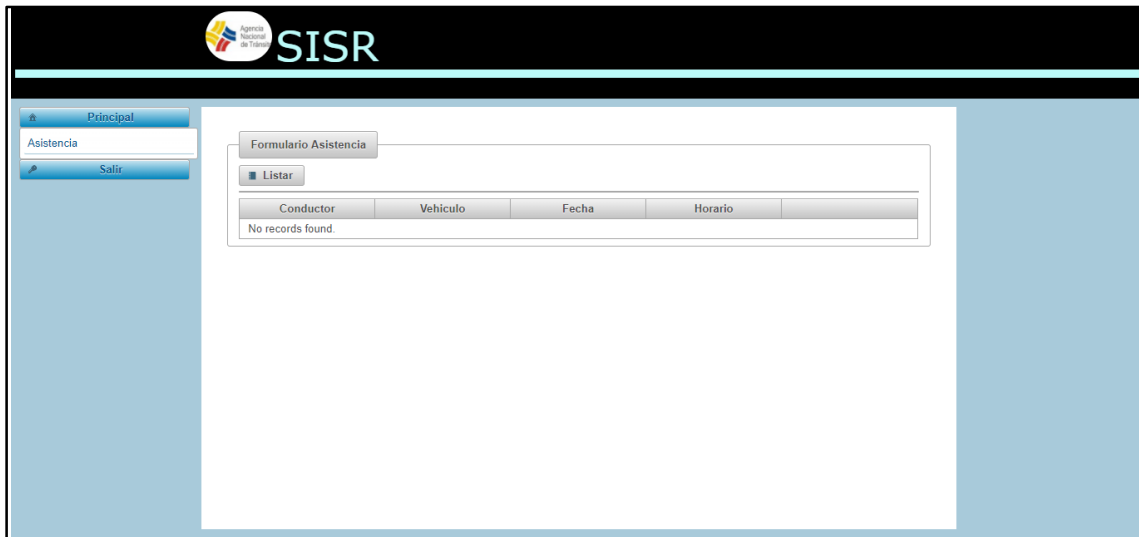 Agencia
Nacional
de Tránsito
SISR
Principal
Asistencia
Salir
Formulario Asistencia
Listar
Conductor Vehiculo Fecha Horario
No records found.